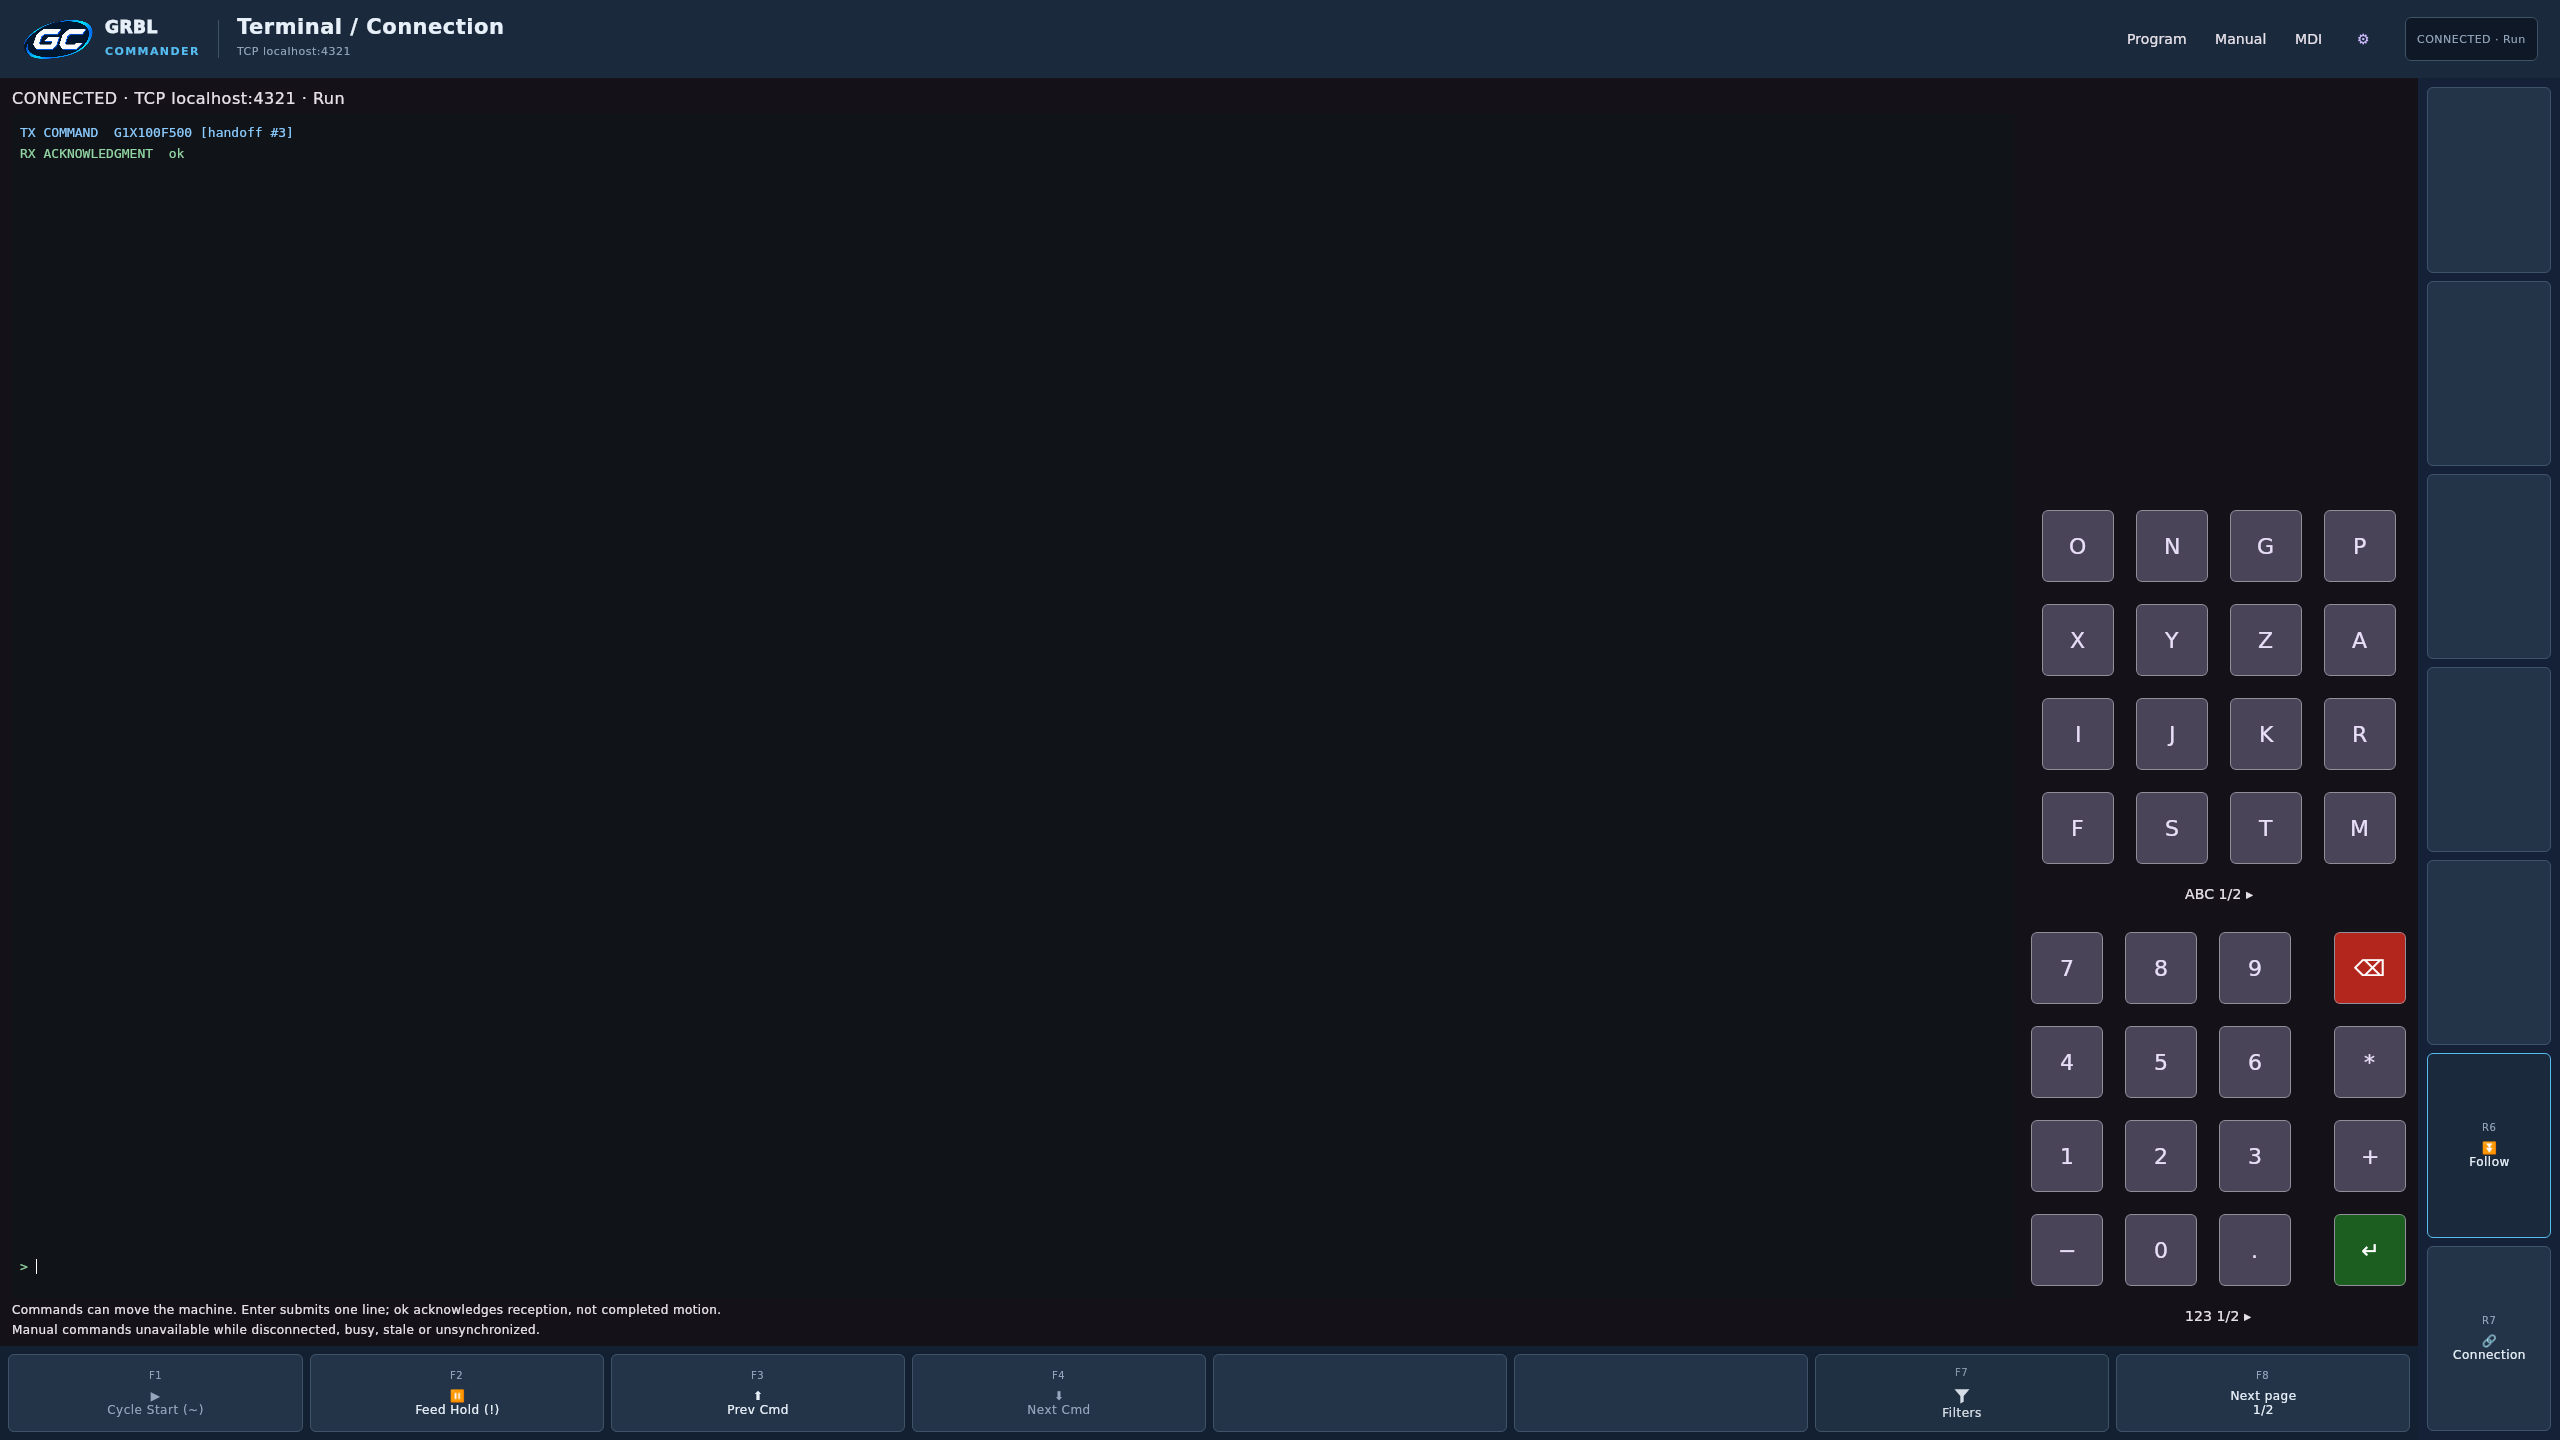 GC
GRBL
COMMANDER
Terminal / Connection
TCP localhost:4321
Program
Manual
MDI
⚙
CONNECTED · Run
CONNECTED · TCP localhost:4321 · Run
TX COMMAND  G1X100F500 [handoff #3]
RX ACKNOWLEDGMENT  ok
O N G P
X Y Z A
I J K R
F S T M
ABC 1/2 ▸
7 8 9 ⌫
4 5 6 *
1 2 3 +
− 0 . ↵
123 1/2 ▸
>
Commands can move the machine. Enter submits one line; ok acknowledges reception, not completed motion.
Manual commands unavailable while disconnected, busy, stale or unsynchronized.
R6
Follow
R7
Connection
F1
Cycle Start (~)
F2
Feed Hold (!)
F3
Prev Cmd
F4
Next Cmd
F7
Filters
F8
Next page
1/2